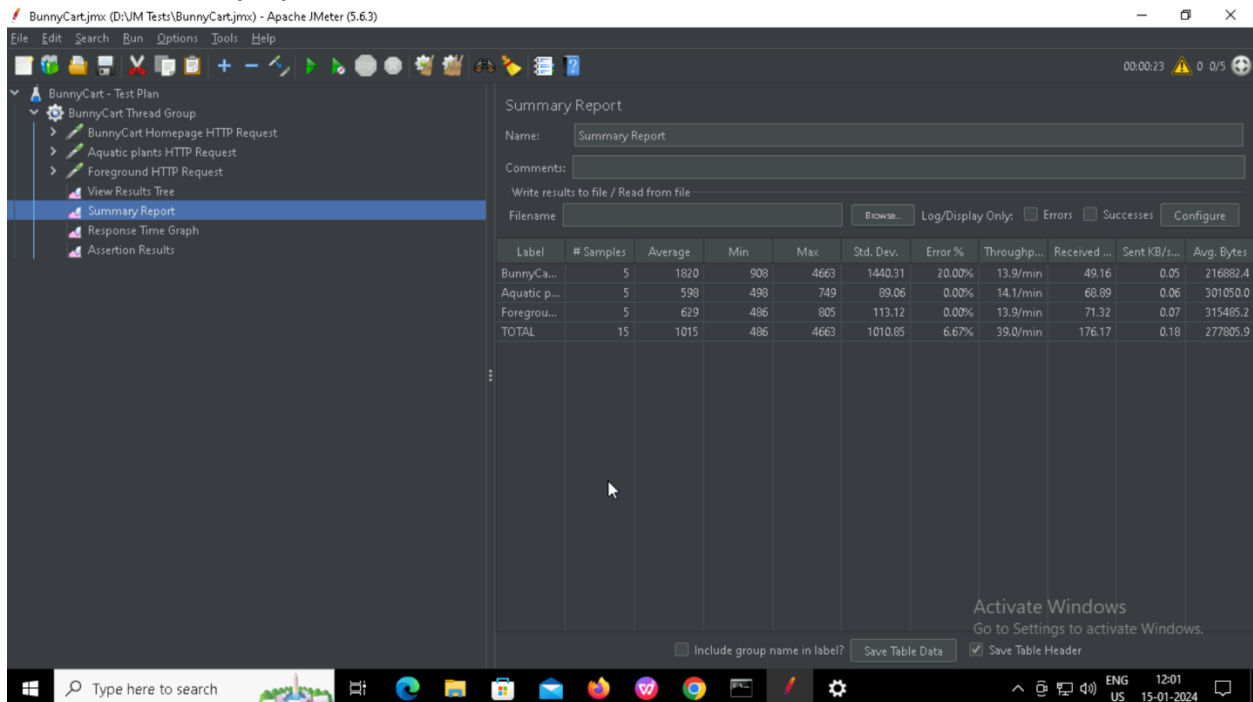 BunnyCart.jmx (D:\JM Tests\BunnyCart.jmx) - Apache JMeter (5.6.3)
File Edit Search Run Options Tools Help
00:00:23 0 0/5
BunnyCart - Test Plan
BunnyCart Thread Group
BunnyCart Homepage HTTP Request
Aquatic plants HTTP Request
Foreground HTTP Request
View Results Tree
Summary Report
Response Time Graph
Assertion Results
Summary Report
Name: Summary Report
Comments:
Write results to file / Read from file
Filename Browse... Log/Display Only: Errors Successes Configure
Label # Samples Average Min Max Std. Dev. Error % Throughp... Received ... Sent KB/s... Avg. Bytes
BunnyCa... 5 1820 908 4663 1440.31 20.00% 13.9/min 49.16 0.05 216882.4
Aquatic p... 5 598 498 749 89.06 0.00% 14.1/min 68.89 0.06 301050.0
Foregrou... 5 629 486 805 113.12 0.00% 13.9/min 71.32 0.07 315485.2
TOTAL 15 1015 486 4663 1010.85 6.67% 39.0/min 176.17 0.18 277805.9
Activate Windows
Go to Settings to activate Windows.
Include group name in label? Save Table Data Save Table Header
Type here to search
ENG 12:01
US 15-01-2024